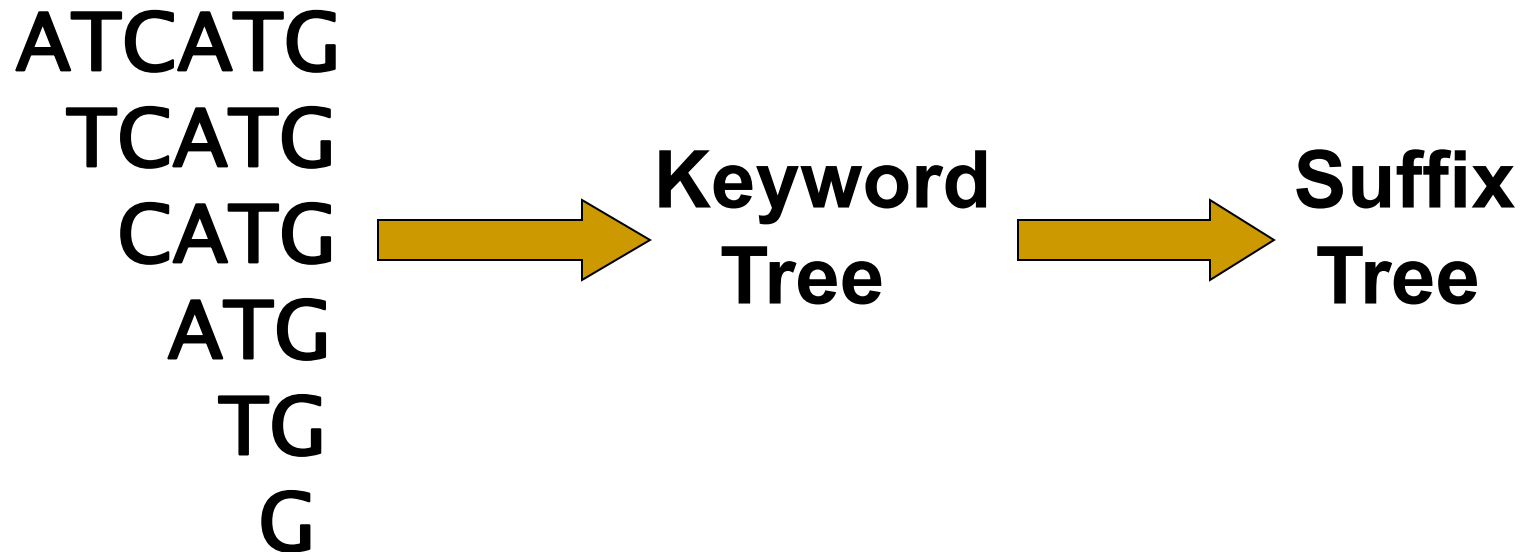 ATCATG
TCATG
CATG
ATG
TG
G
Keyword
Tree
Suffix
Tree